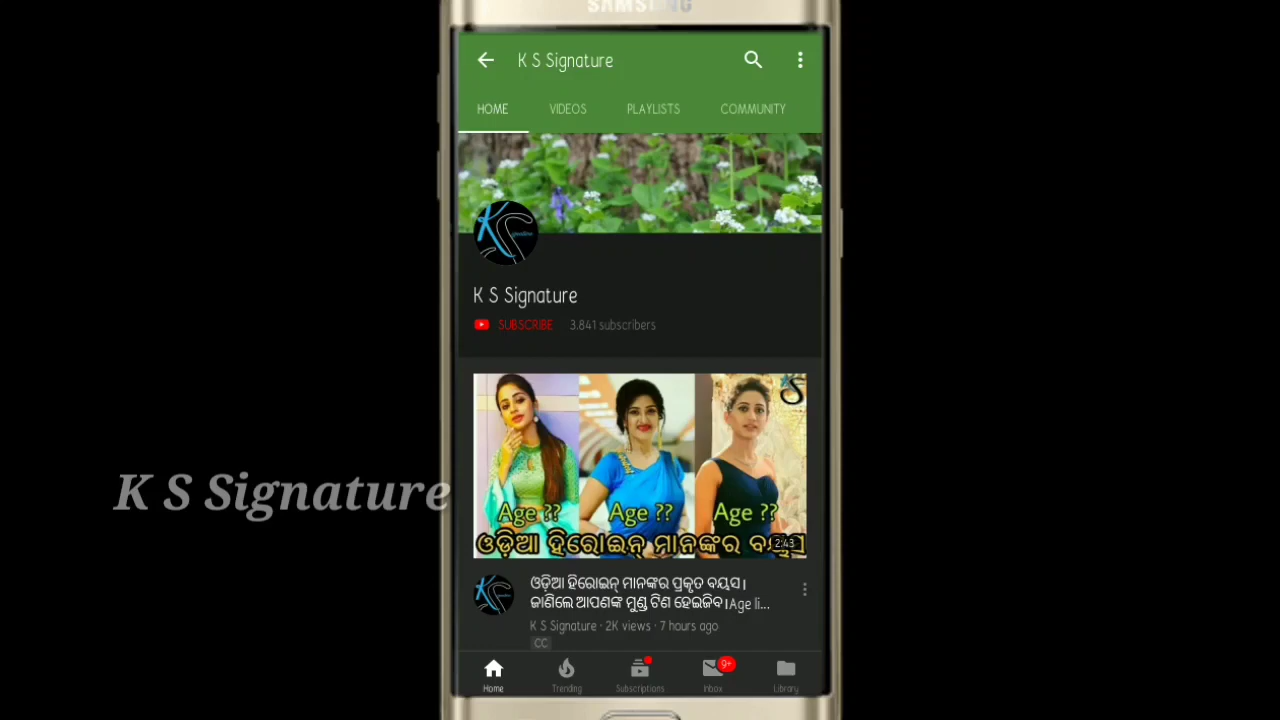 SAMSUNG
K S Signature
HOME VIDEOS PLAYLISTS COMMUNITY
K S Signature
SUBSCRIBE 3,841 subscribers
Age ?? Age ?? Age ??
ଓଡ଼ିଆ ହିରୋଇନ୍ ମାନଙ୍କର ବୟସ
2:43
K S Signature
ଓଡ଼ିଆ ହିରୋଇନ୍ ମାନଙ୍କର ପ୍ରକୃତ ବୟସ।
ଜାଣିଲେ ଆପଣଙ୍କ ମୁଣ୍ଡ ଟିଣ ହେଇଜିବ।Age li...
K S Signature · 2K views · 7 hours ago
CC
9+
Home Trending Subscriptions Inbox Library